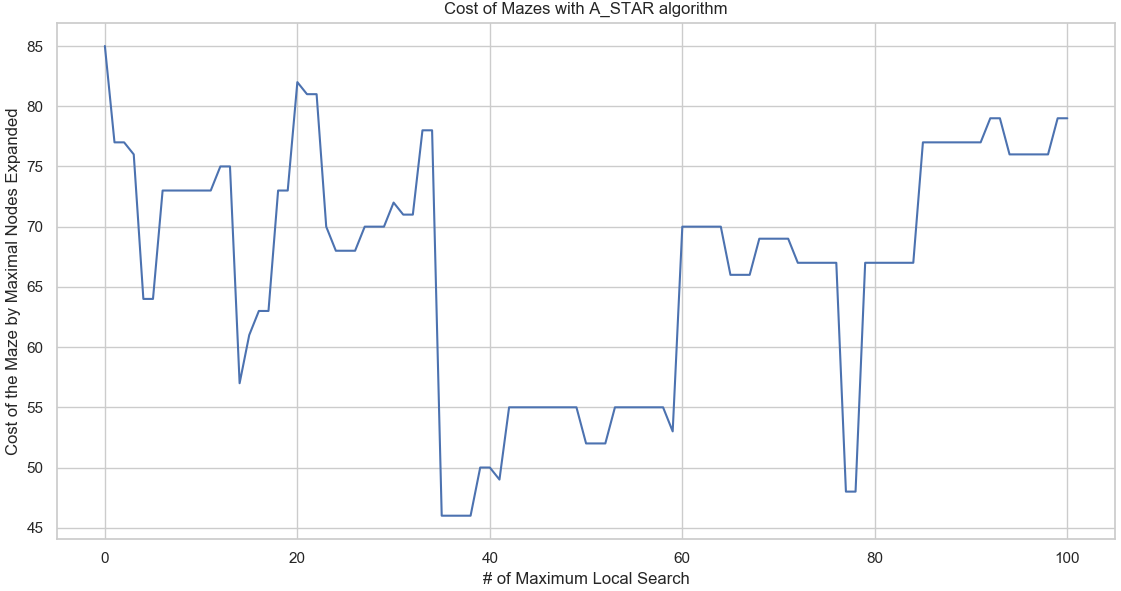 Cost of Mazes with A_STAR algorithm
Cost of the Maze by Maximal Nodes Expanded
85
80
75
70
65
60
55
50
45
0 20 40 60 80 100
# of Maximum Local Search